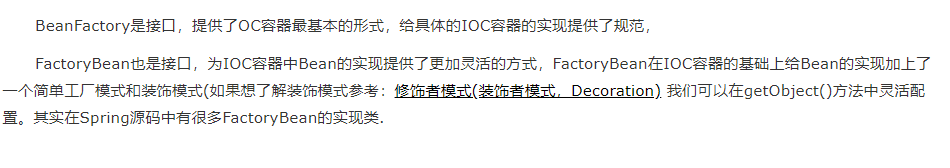 BeanFactory是接口，提供了OC容器最基本的形式，给具体的IOC容器的实现提供了规范，
FactoryBean也是接口，为IOC容器中Bean的实现提供了更加灵活的方式，FactoryBean在IOC容器的基础上给Bean的实现加上了
一个简单工厂模式和装饰模式(如果想了解装饰模式参考：修饰者模式(装饰者模式，Decoration) 我们可以在getObject()方法中灵活配
置。其实在Spring源码中有很多FactoryBean的实现类.